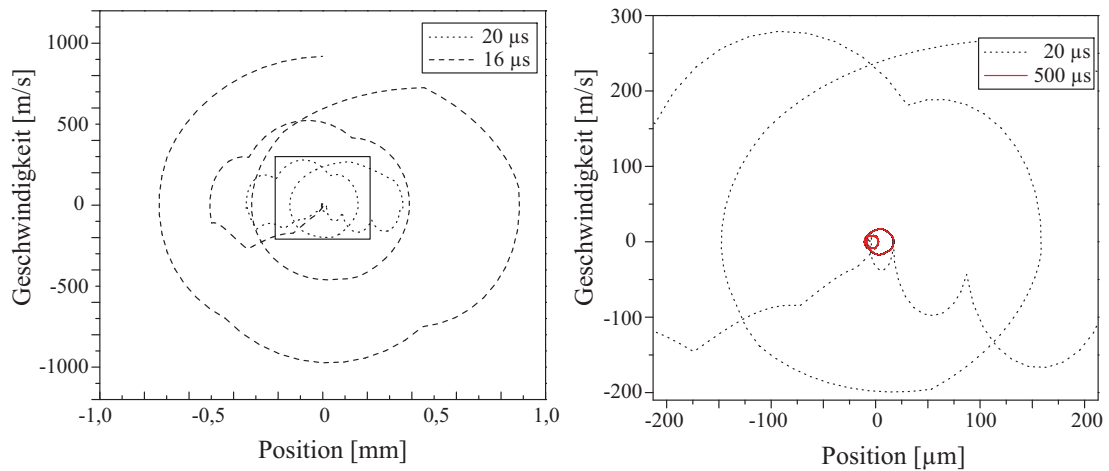 1000
500
0
-500
-1000
Geschwindigkeit [m/s]
20 µs
16 µs
-1,0
-0,5
0
0,5
1,0
Position [mm]
300
200
100
0
-100
-200
Geschwindigkeit [m/s]
20 µs
500 µs
-200
-100
0
100
200
Position [µm]